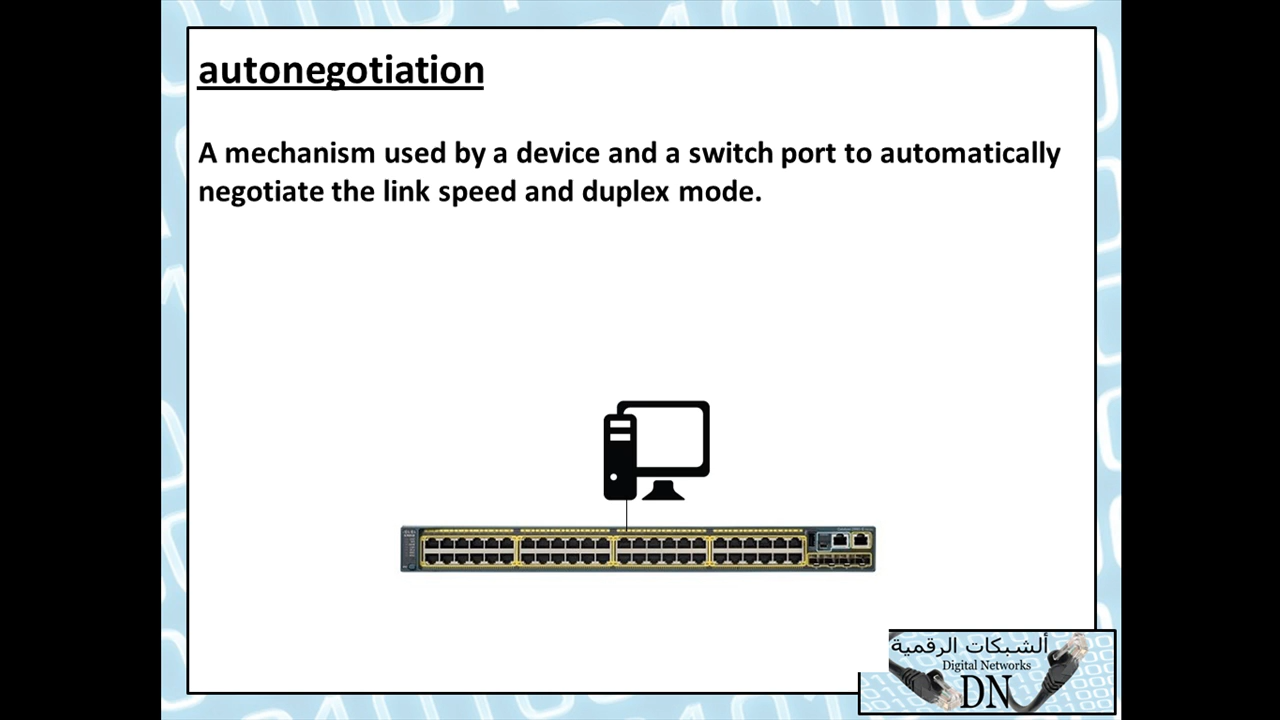 autonegotiation
A mechanism used by a device and a switch port to automatically
negotiate the link speed and duplex mode.
ألشبكات الرقمية
Digital Networks
DN